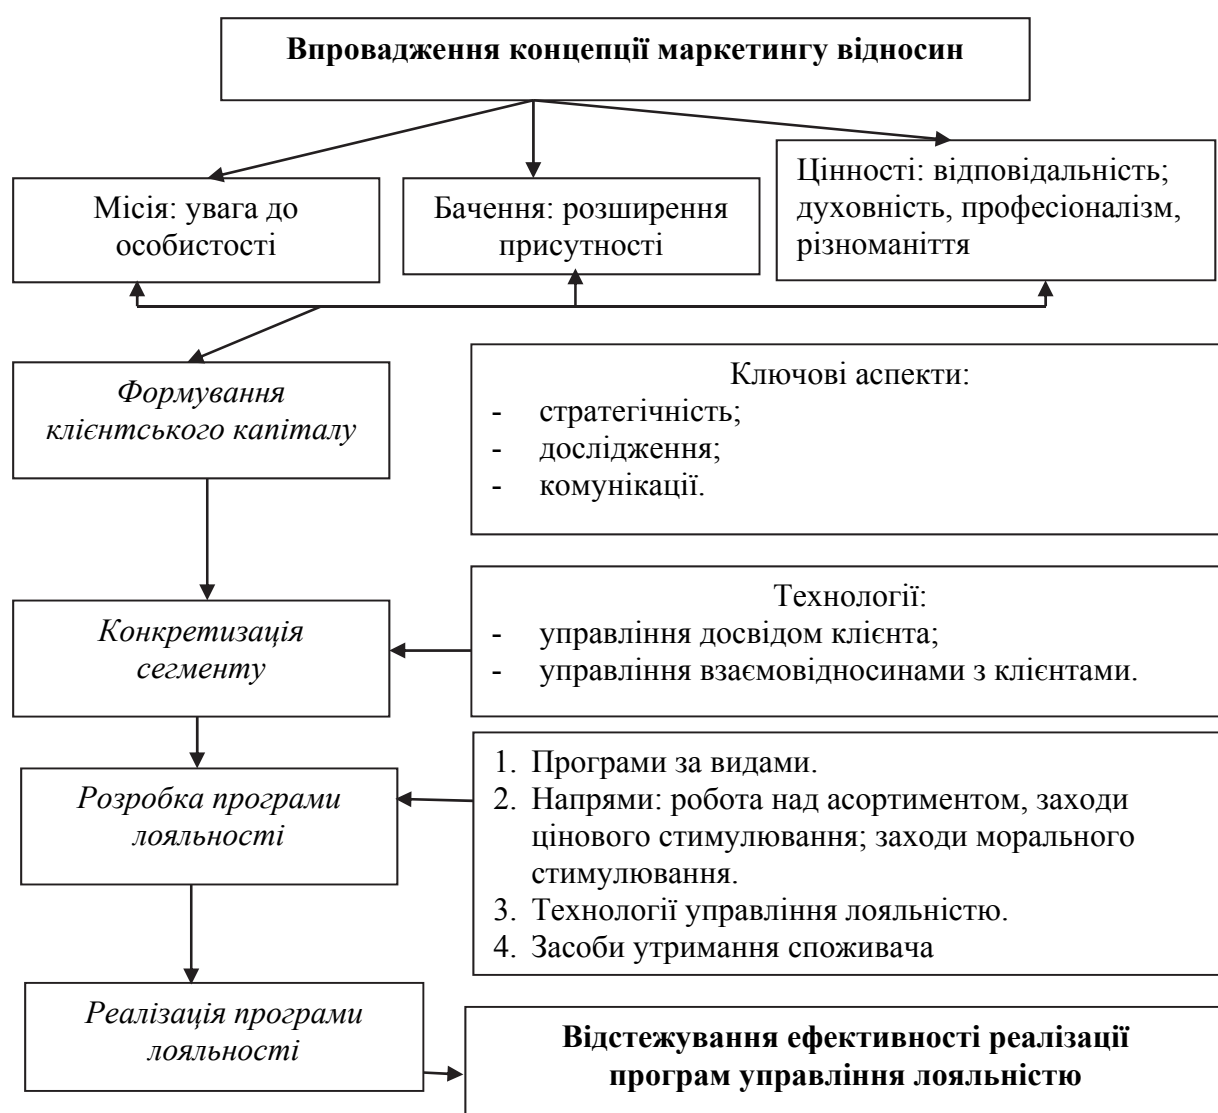 Впровадження концепції маркетингу відносин
Місія: увага до
особистості
Бачення: розширення
присутності
Цінності: відповідальність;
духовність, професіоналізм,
різноманіття
Формування
клієнтського капіталу
Ключові аспекти:
- стратегічність;
- дослідження;
- комунікації.
Конкретизація
сегменту
Технології:
- управління досвідом клієнта;
- управління взаємовідносинами з клієнтами.
Розробка програми
лояльності
1. Програми за видами.
2. Напрями: робота над асортиментом, заходи
цінового стимулювання; заходи морального
стимулювання.
3. Технології управління лояльністю.
4. Засоби утримання споживача
Реалізація програми
лояльності
Відстежування ефективності реалізації
програм управління лояльністю